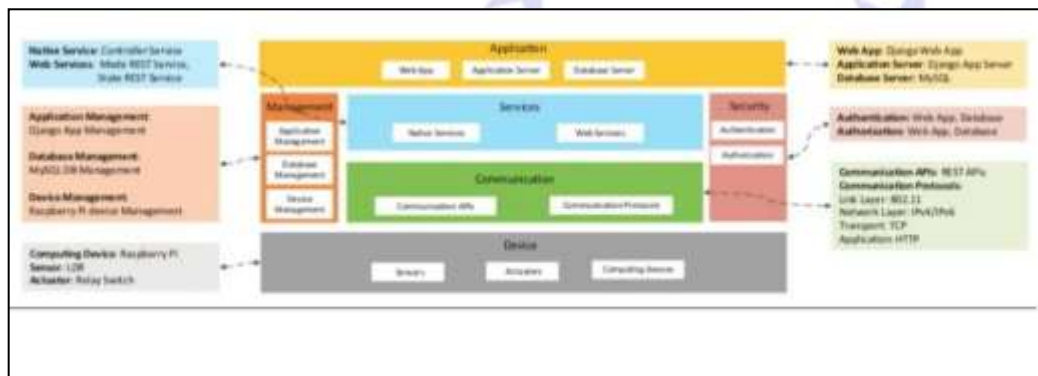 Native Service: Controller Service
Web Services: Mode REST Service,
State REST Service
Application Management:
Django App Management
Database Management:
MySQL DB Management
Device Management:
Raspberry Pi device Management
Computing Device: Raspberry Pi
Sensor: LDR
Actuator: Relay Switch
Application
Web App
Application Server
Database Server
Management
Application
Management
Database
Management
Device
Management
Services
Native Services
Web Services
Communication
Communication APIs
Communication Protocols
Security
Authentication
Authorization
Device
Sensors
Actuators
Computing Device
Web App: Django Web App
Application Server: Django App Server
Database Server: MySQL
Authentication: Web App, Database
Authorization: Web App, Database
Communication APIs: REST APIs
Communication Protocols:
Link Layer: 802.11
Network Layer: IPv4/IPv6
Transport: TCP
Application: HTTP